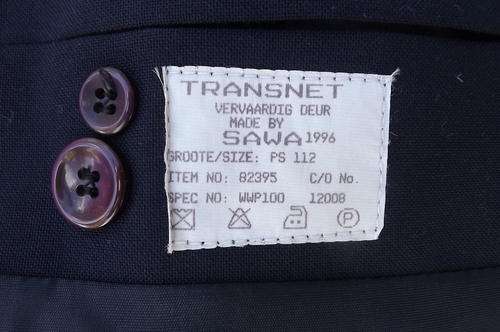 TRANSNET
VERVAARDIG DEUR
MADE BY
SAWA 1996
GROOTE/SIZE: PS 112
ITEM NO: 82395 C/O No.
SPEC NO: WWP100 12008
P